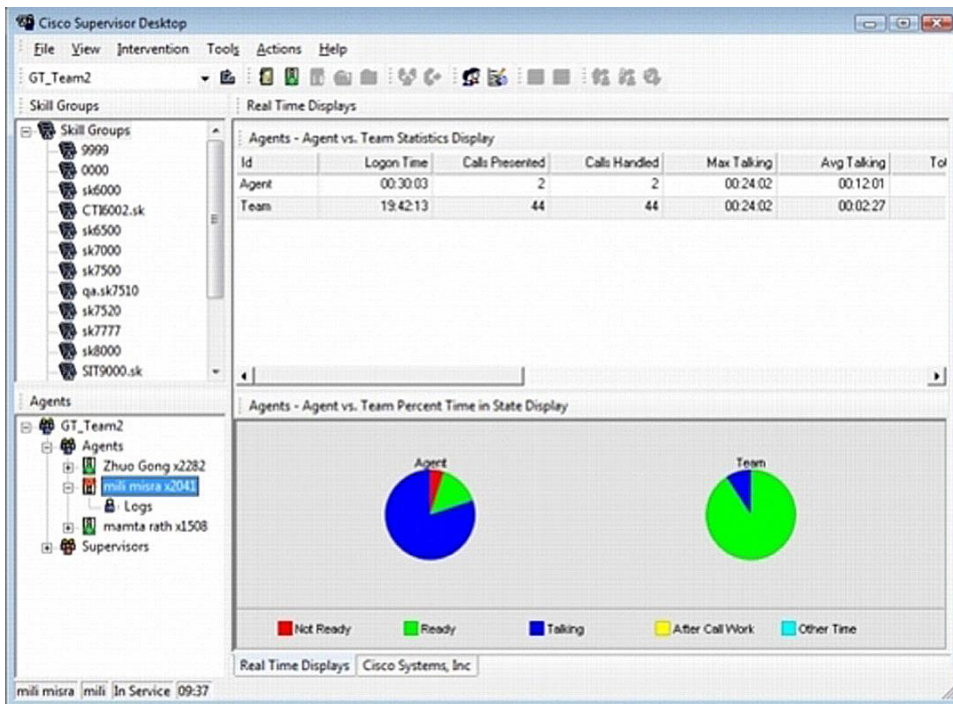 Cisco Supervisor Desktop
File View Intervention Tools Actions Help
GT_Team2
Skill Groups
Skill Groups
9999
0000
sk6000
CTI6002.sk
sk6500
sk7000
sk7500
qa.sk7510
sk7520
sk7777
sk8000
SIT9000.sk
Agents
GT_Team2
Agents
Zhuo Gong x2282
mili misra x2041
Logs
mamta rath x1508
Supervisors
Real Time Displays
Agents - Agent vs. Team Statistics Display
Id Logon Time Calls Presented Calls Handled Max Talking Avg Talking
Agent 00:30:03 2 2 00:24:02 00:12:01
Team 19:42:13 44 44 00:24:02 00:02:27
Agents - Agent vs. Team Percent Time in State Display
Agent Team
Not Ready Ready Talking After Call Work Other Time
Real Time Displays Cisco Systems, Inc
mili misra mili In Service 09:37